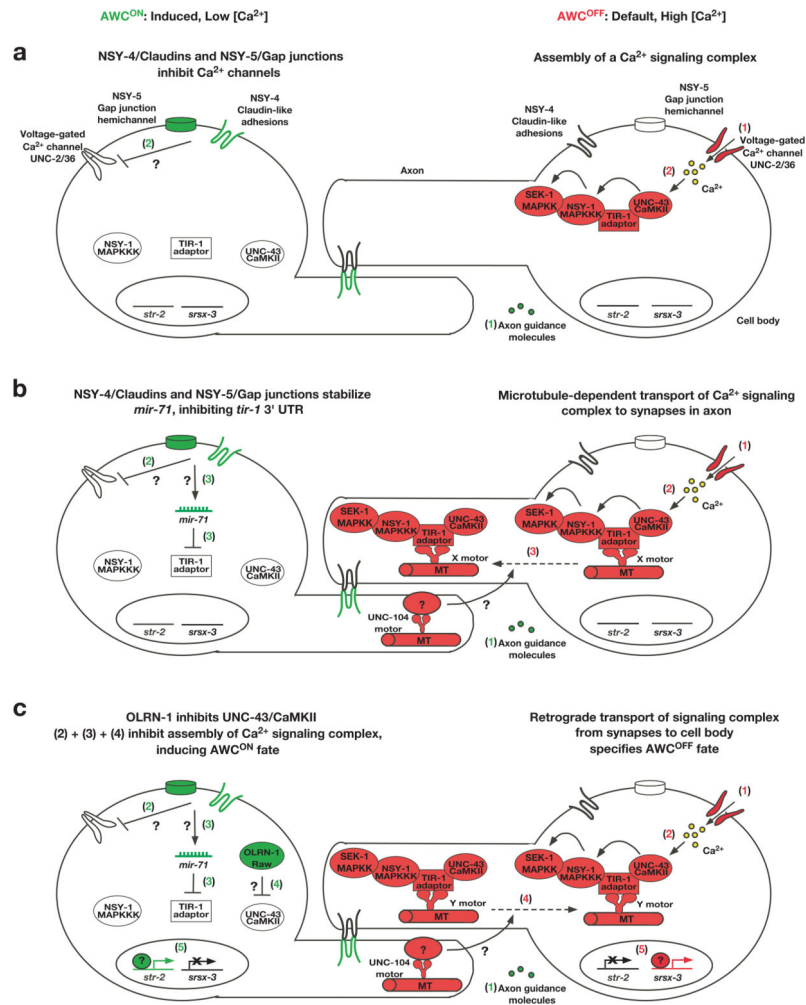 AWCᴼᴺ: Induced, Low [Ca²⁺]
AWCᴼᶠᶠ: Default, High [Ca²⁺]
a
NSY-4/Claudins and NSY-5/Gap junctions
inhibit Ca²⁺ channels
Assembly of a Ca²⁺ signaling complex
NSY-5
Gap junction
hemichannel
NSY-4
Claudin-like
adhesions
Voltage-gated
Ca²⁺ channel
UNC-2/36
(2)
?
NSY-1
MAPKKK
TIR-1
adaptor
UNC-43
CaMKII
str-2
srsx-3
Axon
NSY-4
Claudin-like
adhesions
NSY-5
Gap junction
hemichannel
(1)
Voltage-gated
Ca²⁺ channel
UNC-2/36
(2)
Ca²⁺
SEK-1
MAPKK
NSY-1
MAPKKK
TIR-1
adaptor
UNC-43
CaMKII
str-2
srsx-3
(1) Axon guidance
molecules
Cell body
b
NSY-4/Claudins and NSY-5/Gap junctions stabilize
mir-71, inhibiting tir-1 3' UTR
Microtubule-dependent transport of Ca²⁺ signaling
complex to synapses in axon
(2)
?
?
(3)
mir-71
(3)
NSY-1
MAPKKK
TIR-1
adaptor
UNC-43
CaMKII
str-2
srsx-3
SEK-1
MAPKK
NSY-1
MAPKKK
TIR-1
adaptor
UNC-43
CaMKII
X motor
MT
(3)
?
UNC-104
motor
MT
?
(1) Axon guidance
molecules
(1)
(2)
Ca²⁺
SEK-1
MAPKK
NSY-1
MAPKKK
TIR-1
adaptor
UNC-43
CaMKII
X motor
MT
str-2
srsx-3
c
OLRN-1 inhibits UNC-43/CaMKII
(2) + (3) + (4) inhibit assembly of Ca²⁺ signaling complex,
inducing AWCᴼᴺ fate
Retrograde transport of signaling complex
from synapses to cell body
specifies AWCᴼᶠᶠ fate
(2)
?
?
(3)
mir-71
OLRN-1
Raw
(3)
?
(4)
NSY-1
MAPKKK
TIR-1
adaptor
UNC-43
CaMKII
(5)
?
str-2
srsx-3
SEK-1
MAPKK
NSY-1
MAPKKK
TIR-1
adaptor
UNC-43
CaMKII
Y motor
MT
(4)
?
UNC-104
motor
MT
?
(1) Axon guidance
molecules
(1)
(2)
Ca²⁺
SEK-1
MAPKK
NSY-1
MAPKKK
TIR-1
adaptor
UNC-43
CaMKII
Y motor
MT
(5)
?
str-2
srsx-3